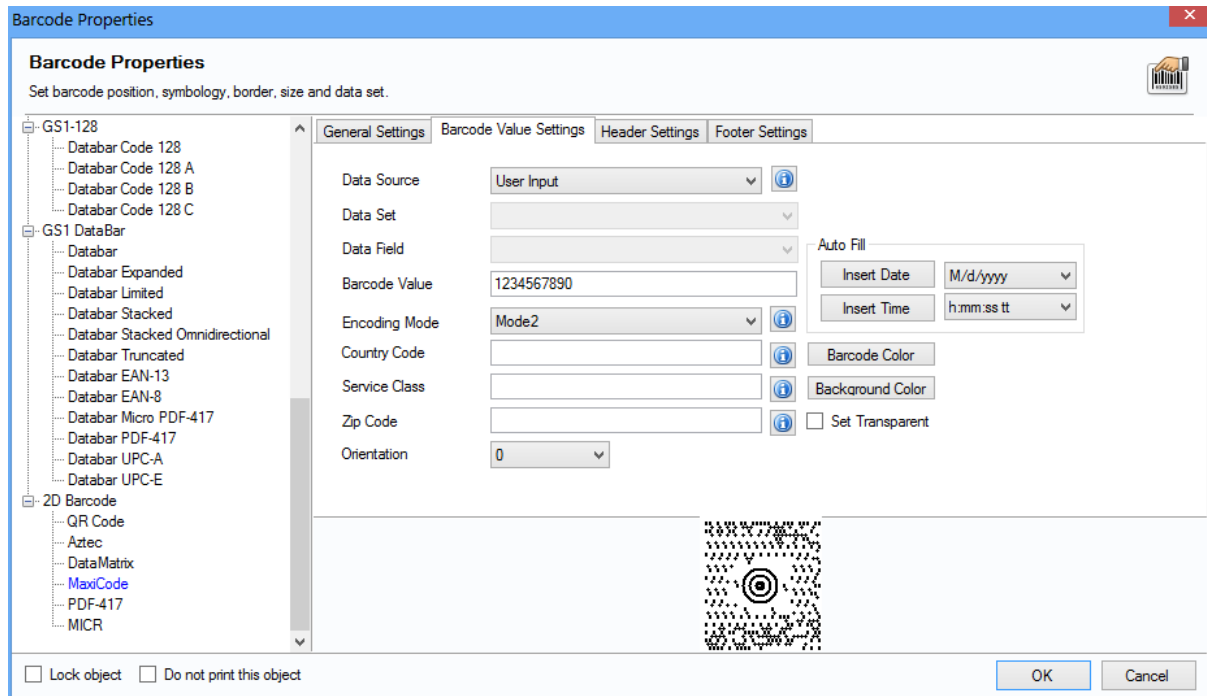 Barcode Properties
Barcode Properties
Set barcode position, symbology, border, size and data set.
GS1-128
Databar Code 128
Databar Code 128 A
Databar Code 128 B
Databar Code 128 C
GS1 DataBar
Databar
Databar Expanded
Databar Limited
Databar Stacked
Databar Stacked Omnidirectional
Databar Truncated
Databar EAN-13
Databar EAN-8
Databar Micro PDF-417
Databar PDF-417
Databar UPC-A
Databar UPC-E
2D Barcode
QR Code
Aztec
DataMatrix
MaxiCode
PDF-417
MICR
General Settings Barcode Value Settings Header Settings Footer Settings
Data Source User Input
Data Set
Data Field
Barcode Value 1234567890
Encoding Mode Mode2
Country Code
Service Class
Zip Code
Orientation 0
Auto Fill
Insert Date M/d/yyyy
Insert Time h:mm:ss tt
Barcode Color
Background Color
Set Transparent
Lock object Do not print this object OK Cancel